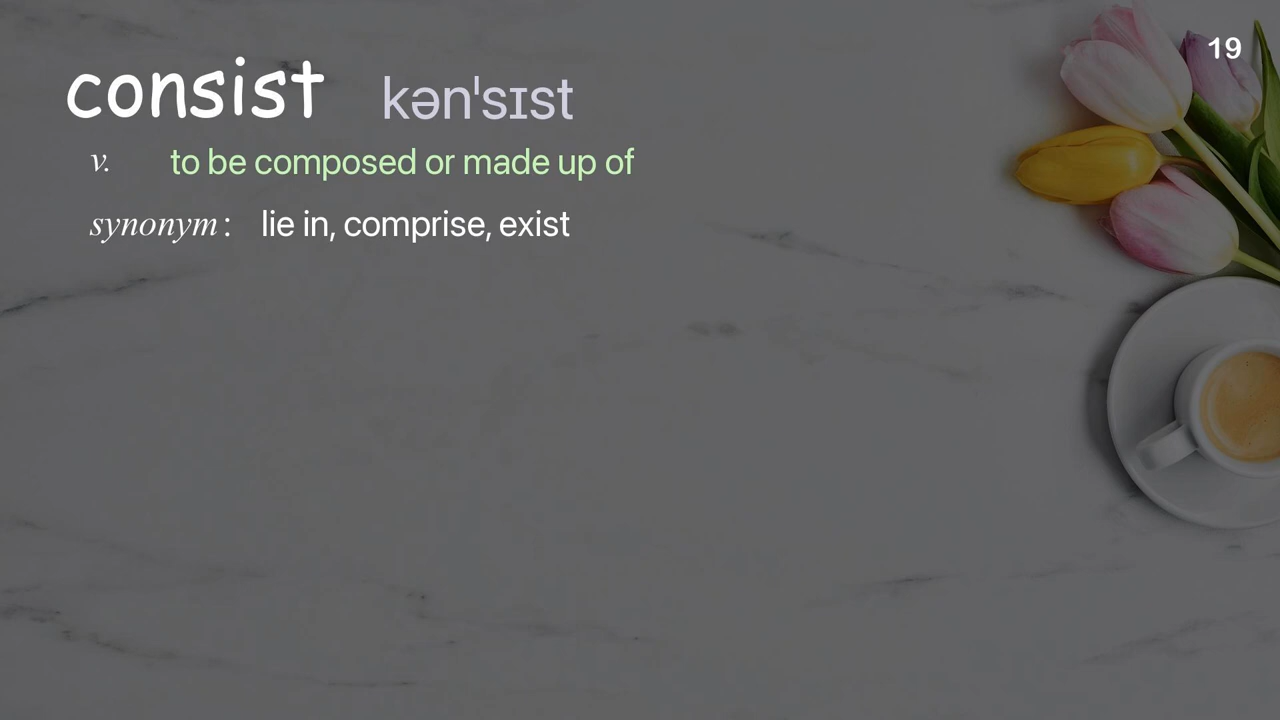 19
consist kən'sɪst
v. to be composed or made up of
synonym : lie in, comprise, exist